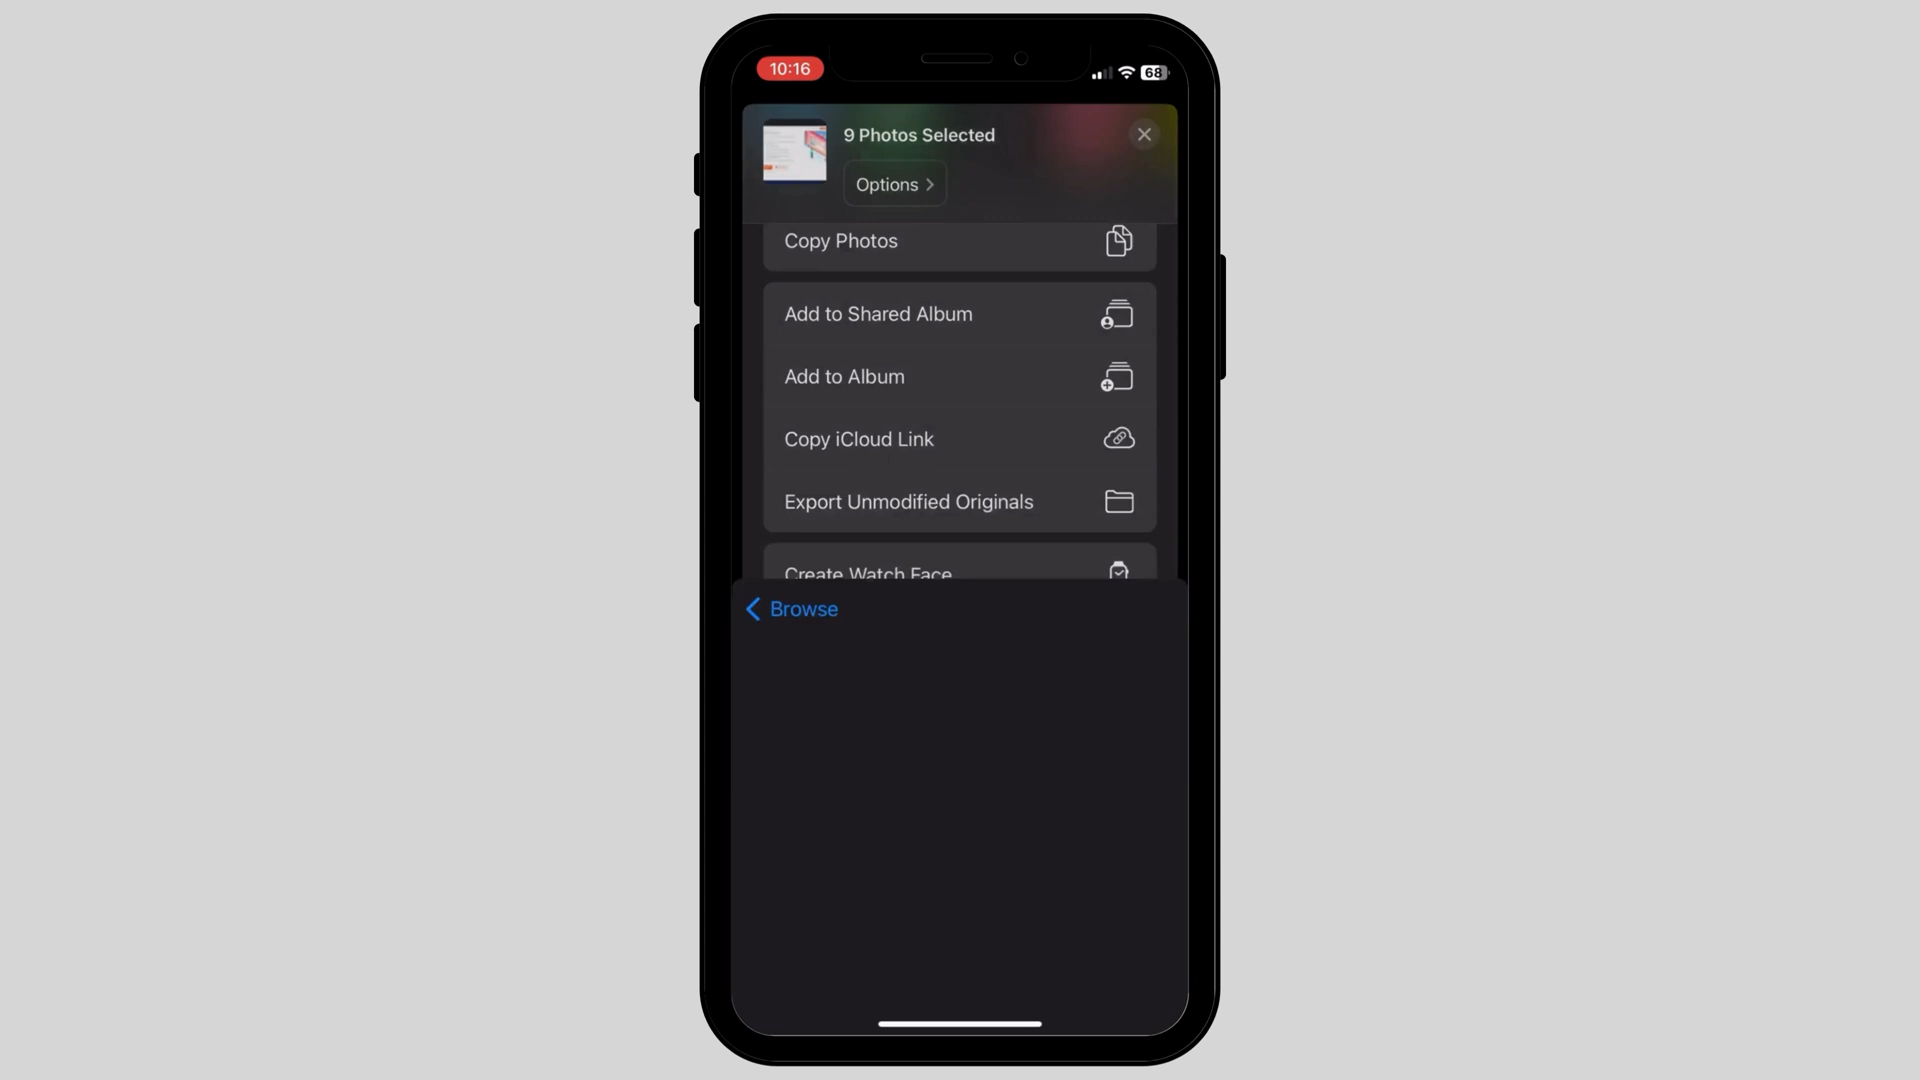 10:16
68
9 Photos Selected
Options
Copy Photos
Add to Shared Album
Add to Album
Copy iCloud Link
Export Unmodified Originals
Create Watch Face
Browse